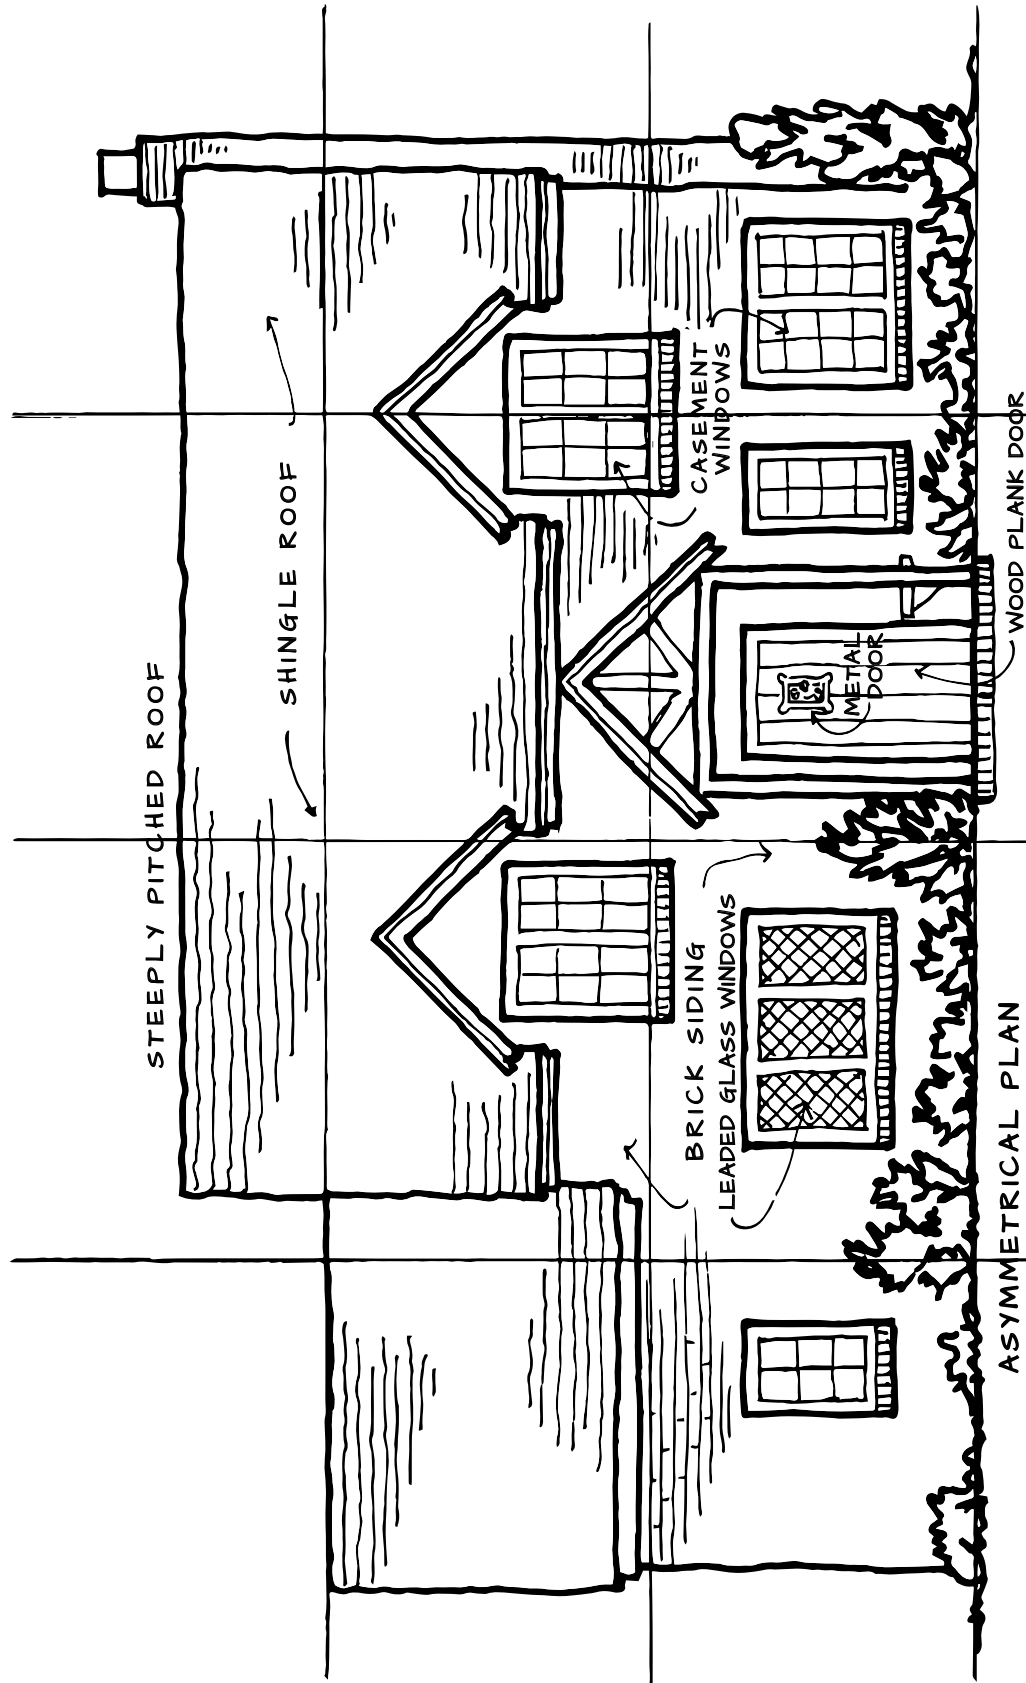 STEEPLY PITCHED ROOF
SHINGLE ROOF
CASEMENT
WINDOWS
BRICK SIDING
LEADED GLASS WINDOWS
METAL
DOOR
WOOD PLANK DOOR
ASYMMETRICAL PLAN